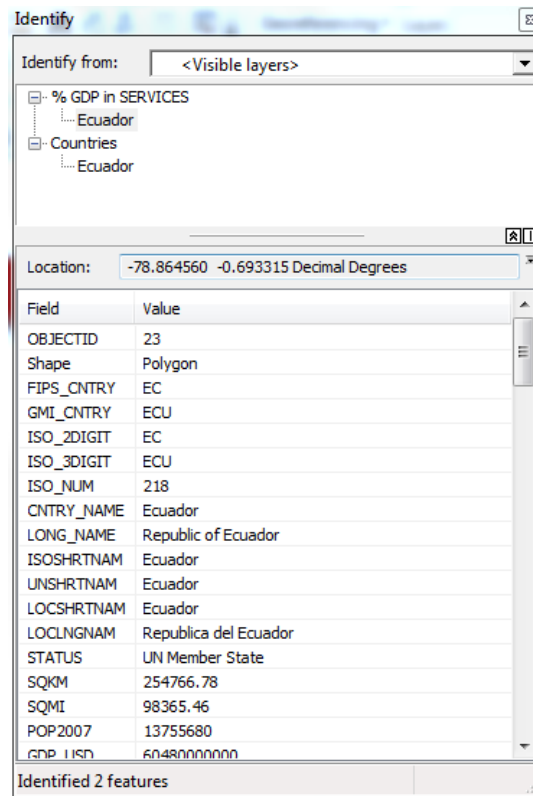 Identify
Identify from: <Visible layers>
% GDP in SERVICES
Ecuador
Countries
Ecuador
Location: -78.864560 -0.693315 Decimal Degrees
Field Value
OBJECTID 23
Shape Polygon
FIPS_CNTRY EC
GMI_CNTRY ECU
ISO_2DIGIT EC
ISO_3DIGIT ECU
ISO_NUM 218
CNTRY_NAME Ecuador
LONG_NAME Republic of Ecuador
ISOSHRTNAM Ecuador
UNSHRTNAM Ecuador
LOCSHRTNAM Ecuador
LOCLNGNAM Republica del Ecuador
STATUS UN Member State
SQKM 254766.78
SQMI 98365.46
POP2007 13755680
GDP_USD 60480000000
Identified 2 features